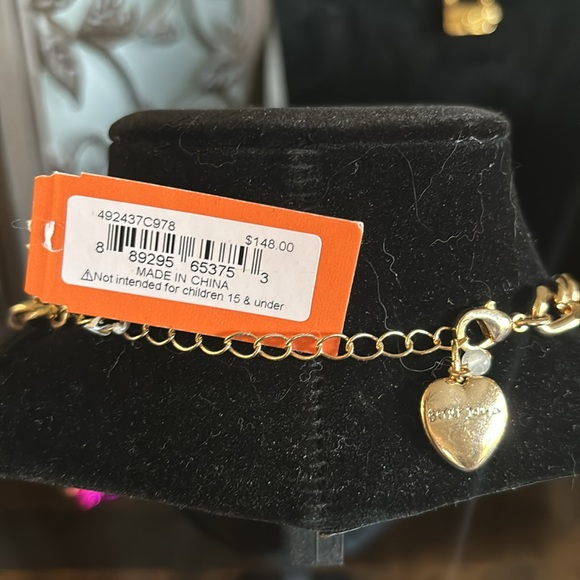 492437C978
$148.00
8 89295 65375 3
MADE IN CHINA
⚠Not intended for children 15 & under